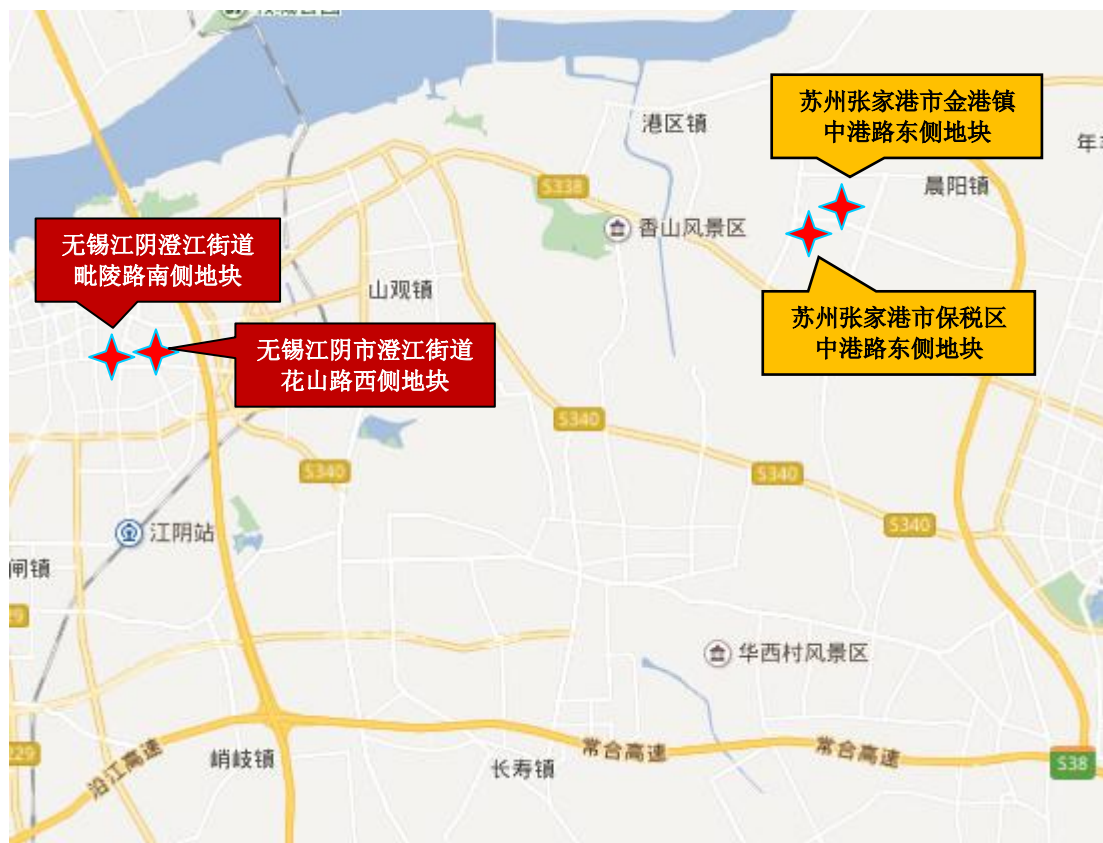 苏州张家港市金港镇
中港路东侧地块
港区镇
晨阳镇
S338
香山风景区
无锡江阴澄江街道
毗陵路南侧地块
山观镇
苏州张家港市保税区
中港路东侧地块
无锡江阴市澄江街道
花山路西侧地块
S340
S340
S340
S340
江阴站
闸镇
华西村风景区
沿江高速
峭岐镇
长寿镇
常合高速
常合高速
S38